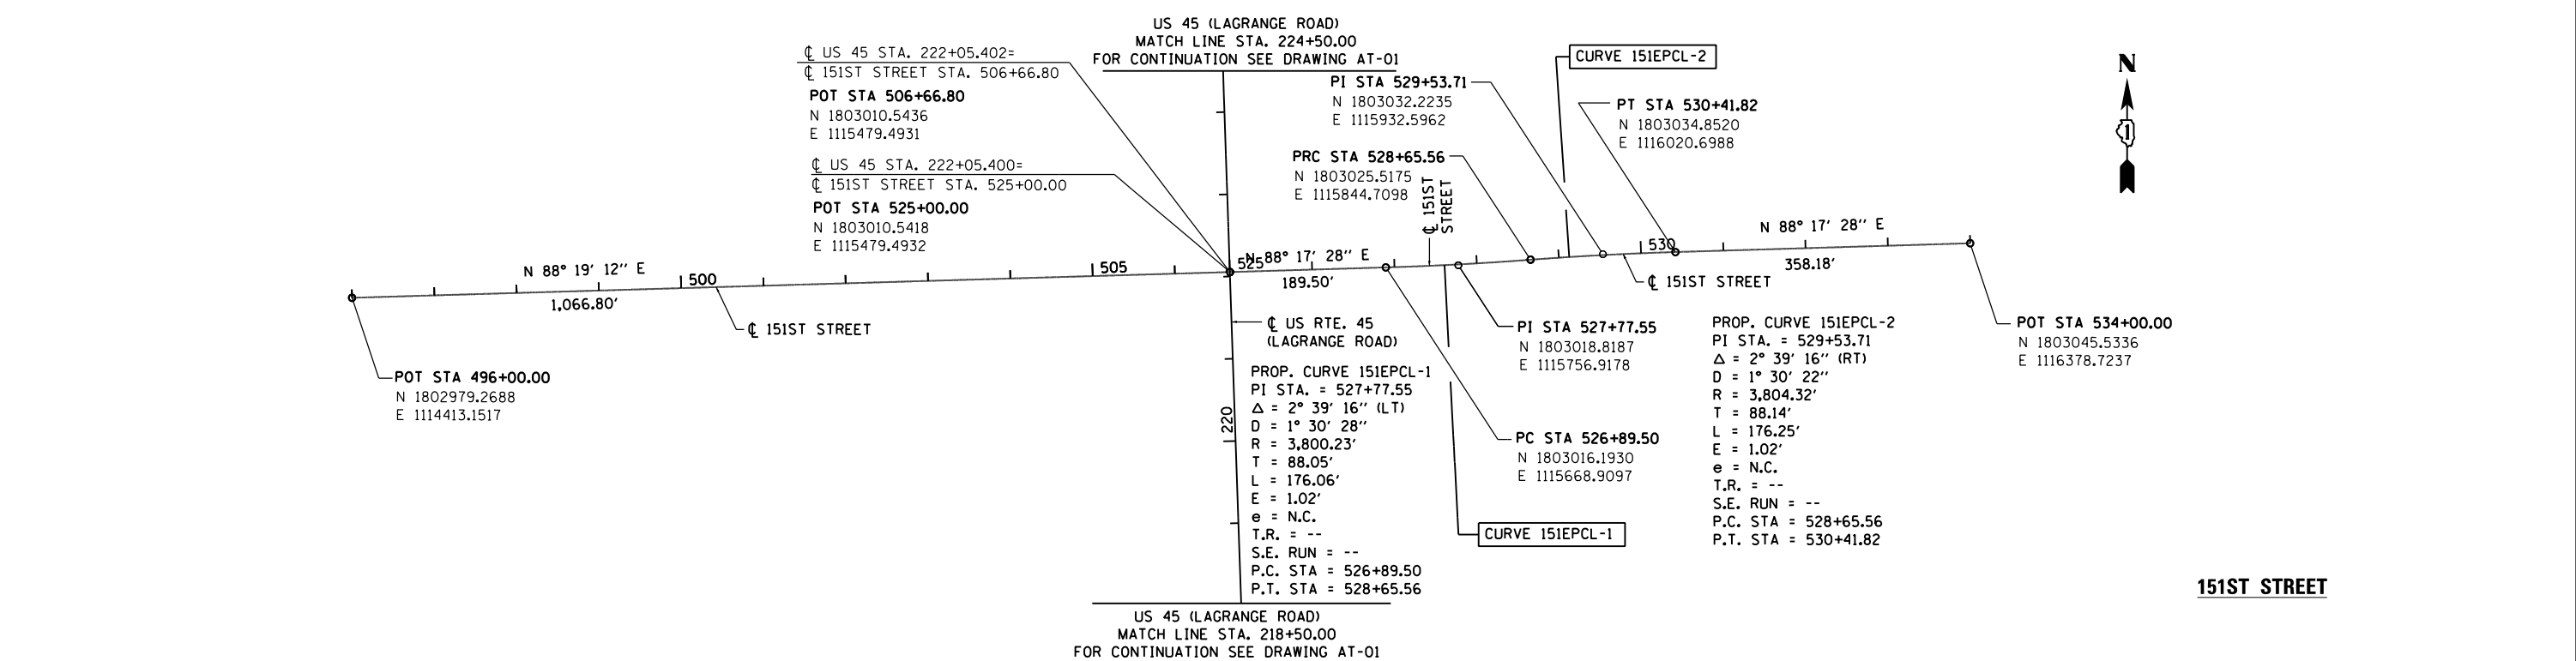 US 45 (LAGRANGE ROAD)
MATCH LINE STA. 224+50.00
FOR CONTINUATION SEE DRAWING AT-01
℄ US 45 STA. 222+05.402=
℄ 151ST STREET STA. 506+66.80
POT STA 506+66.80
N 1803010.5436
E 1115479.4931
℄ US 45 STA. 222+05.400=
℄ 151ST STREET STA. 525+00.00
POT STA 525+00.00
N 1803010.5418
E 1115479.4932
PI STA 529+53.71
N 1803032.2235
E 1115932.5962
PRC STA 528+65.56
N 1803025.5175
E 1115844.7098
℄ 151ST
STREET
CURVE 151EPCL-2
PT STA 530+41.82
N 1803034.8520
E 1116020.6988
N
1
N 88° 19' 12'' E
1,066.80'
500
505
525
N 88° 17' 28'' E
189.50'
530
N 88° 17' 28'' E
358.18'
℄ 151ST STREET
℄ 151ST STREET
POT STA 496+00.00
N 1802979.2688
E 1114413.1517
℄ US RTE. 45
(LAGRANGE ROAD)
220
PROP. CURVE 151EPCL-1
PI STA. = 527+77.55
Δ = 2° 39' 16'' (LT)
D = 1° 30' 28''
R = 3,800.23'
T = 88.05'
L = 176.06'
E = 1.02'
e = N.C.
T.R. = --
S.E. RUN = --
P.C. STA = 526+89.50
P.T. STA = 528+65.56
PI STA 527+77.55
N 1803018.8187
E 1115756.9178
PC STA 526+89.50
N 1803016.1930
E 1115668.9097
CURVE 151EPCL-1
PROP. CURVE 151EPCL-2
PI STA. = 529+53.71
Δ = 2° 39' 16'' (RT)
D = 1° 30' 22''
R = 3,804.32'
T = 88.14'
L = 176.25'
E = 1.02'
e = N.C.
T.R. = --
S.E. RUN = --
P.C. STA = 528+65.56
P.T. STA = 530+41.82
POT STA 534+00.00
N 1803045.5336
E 1116378.7237
US 45 (LAGRANGE ROAD)
MATCH LINE STA. 218+50.00
FOR CONTINUATION SEE DRAWING AT-01
151ST STREET